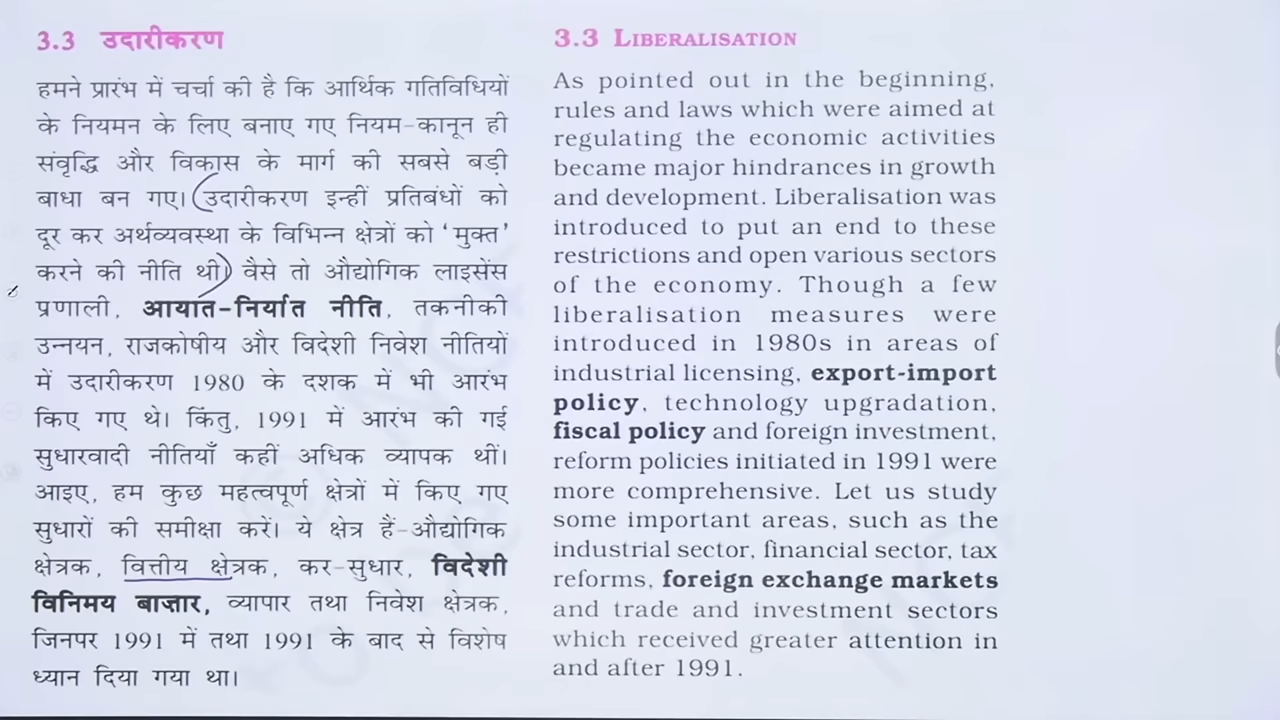 3.3 उदारीकरण
हमने प्रारंभ में चर्चा की है कि आर्थिक गतिविधियों
के नियमन के लिए बनाए गए नियम-कानून ही
संवृद्धि और विकास के मार्ग की सबसे बड़ी
बाधा बन गए। उदारीकरण इन्हीं प्रतिबंधों को
दूर कर अर्थव्यवस्था के विभिन्न क्षेत्रों को 'मुक्त'
करने की नीति थी। वैसे तो औद्योगिक लाइसेंस
प्रणाली, आयात-निर्यात नीति, तकनीकी
उन्नयन, राजकोषीय और विदेशी निवेश नीतियों
में उदारीकरण 1980 के दशक में भी आरंभ
किए गए थे। किंतु, 1991 में आरंभ की गई
सुधारवादी नीतियाँ कहीं अधिक व्यापक थीं।
आइए, हम कुछ महत्वपूर्ण क्षेत्रों में किए गए
सुधारों की समीक्षा करें। ये क्षेत्र हैं-औद्योगिक
क्षेत्रक, वित्तीय क्षेत्रक, कर-सुधार, विदेशी
विनिमय बाज़ार, व्यापार तथा निवेश क्षेत्रक,
जिनपर 1991 में तथा 1991 के बाद से विशेष
ध्यान दिया गया था।
3.3 LIBERALISATION
As pointed out in the beginning,
rules and laws which were aimed at
regulating the economic activities
became major hindrances in growth
and development. Liberalisation was
introduced to put an end to these
restrictions and open various sectors
of the economy. Though a few
liberalisation measures were
introduced in 1980s in areas of
industrial licensing, export-import
policy, technology upgradation,
fiscal policy and foreign investment,
reform policies initiated in 1991 were
more comprehensive. Let us study
some important areas, such as the
industrial sector, financial sector, tax
reforms, foreign exchange markets
and trade and investment sectors
which received greater attention in
and after 1991.